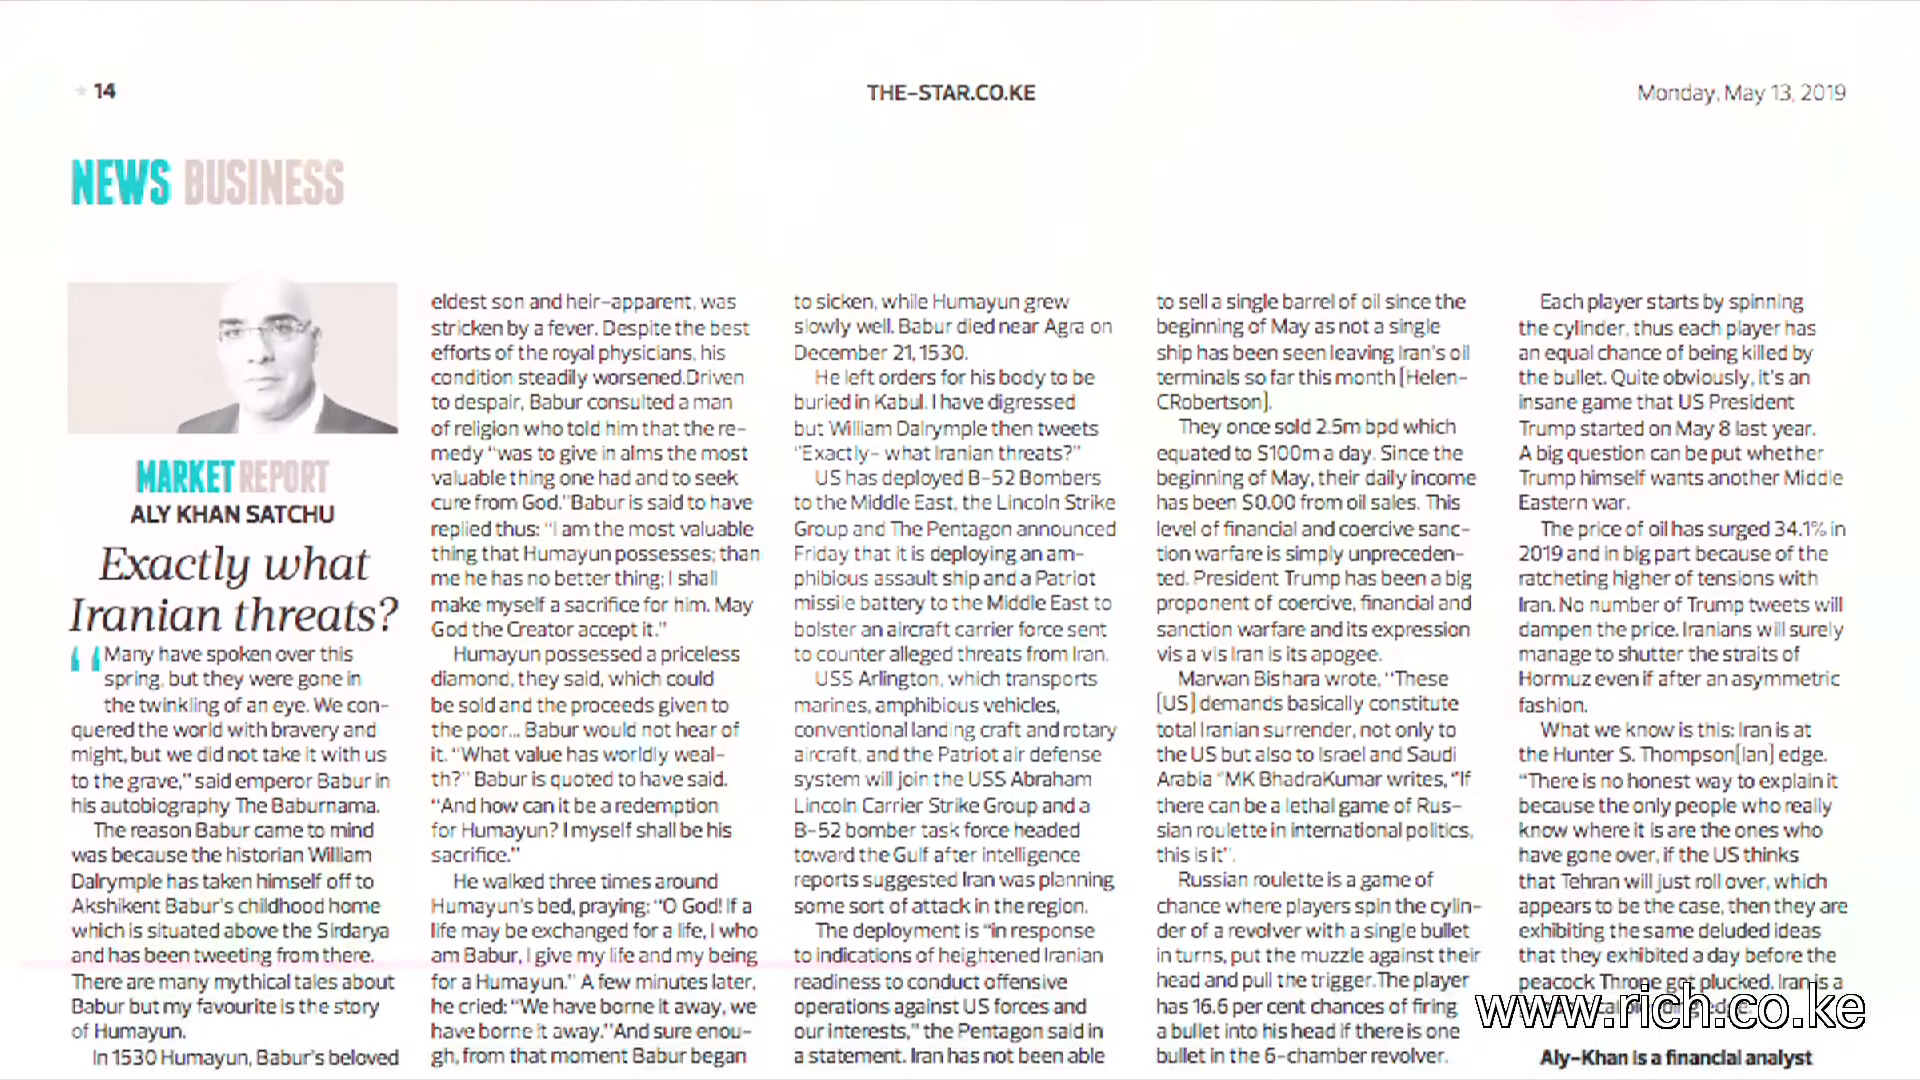 14
THE-STAR.CO.KE
Monday, May 13, 2019
NEWS BUSINESS
MARKET REPORT
ALY KHAN SATCHU
Exactly what
Iranian threats?
“Many have spoken over this
spring, but they were gone in
the twinkling of an eye. We con-
quered the world with bravery and
might, but we did not take it with us
to the grave,” said emperor Babur in
his autobiography The Baburnama.
The reason Babur came to mind
was because the historian William
Dalrymple has taken himself off to
Akshikent Babur's childhood home
which is situated above the Sirdarya
and has been tweeting from there.
There are many mythical tales about
Babur but my favourite is the story
of Humayun.
In 1530 Humayun, Babur's beloved
eldest son and heir-apparent, was
stricken by a fever. Despite the best
efforts of the royal physicians, his
condition steadily worsened.Driven
to despair, Babur consulted a man
of religion who told him that the re-
medy “was to give in alms the most
valuable thing one had and to seek
cure from God.”Babur is said to have
replied thus: “I am the most valuable
thing that Humayun possesses; than
me he has no better thing; I shall
make myself a sacrifice for him. May
God the Creator accept it.”
Humayun possessed a priceless
diamond, they said, which could
be sold and the proceeds given to
the poor... Babur would not hear of
it. “What value has worldly weal-
th?” Babur is quoted to have said.
“And how can it be a redemption
for Humayun? I myself shall be his
sacrifice.”
He walked three times around
Humayun's bed, praying: “O God! If a
life may be exchanged for a life, I who
am Babur, I give my life and my being
for a Humayun.” A few minutes later,
he cried: “We have borne it away, we
have borne it away.”And sure enou-
gh, from that moment Babur began
to sicken, while Humayun grew
slowly well. Babur died near Agra on
December 21, 1530.
He left orders for his body to be
buried in Kabul. I have digressed
but William Dalrymple then tweets
“Exactly- what Iranian threats?”
US has deployed B-52 Bombers
to the Middle East, the Lincoln Strike
Group and The Pentagon announced
Friday that it is deploying an am-
phibious assault ship and a Patriot
missile battery to the Middle East to
bolster an aircraft carrier force sent
to counter alleged threats from Iran.
USS Arlington, which transports
marines, amphibious vehicles,
conventional landing craft and rotary
aircraft, and the Patriot air defense
system will join the USS Abraham
Lincoln Carrier Strike Group and a
B-52 bomber task force headed
toward the Gulf after intelligence
reports suggested Iran was planning
some sort of attack in the region.
The deployment is “in response
to indications of heightened Iranian
readiness to conduct offensive
operations against US forces and
our interests,” the Pentagon said in
a statement. Iran has not been able
to sell a single barrel of oil since the
beginning of May as not a single
ship has been seen leaving Iran's oil
terminals so far this month [Helen-
CRobertson].
They once sold 2.5m bpd which
equated to $100m a day. Since the
beginning of May, their daily income
has been $0.00 from oil sales. This
level of financial and coercive sanc-
tion warfare is simply unpreceden-
ted. President Trump has been a big
proponent of coercive, financial and
sanction warfare and its expression
vis a vis Iran is its apogee.
Marwan Bishara wrote, “These
[US] demands basically constitute
total Iranian surrender, not only to
the US but also to Israel and Saudi
Arabia “MK BhadraKumar writes, “If
there can be a lethal game of Rus-
sian roulette in international politics,
this is it”.
Russian roulette is a game of
chance where players spin the cylin-
der of a revolver with a single bullet
in turns, put the muzzle against their
head and pull the trigger.The player
has 16.6 per cent chances of firing
a bullet into his head if there is one
bullet in the 6-chamber revolver.
Each player starts by spinning
the cylinder, thus each player has
an equal chance of being killed by
the bullet. Quite obviously, it's an
insane game that US President
Trump started on May 8 last year.
A big question can be put whether
Trump himself wants another Middle
Eastern war.
The price of oil has surged 34.1% in
2019 and in big part because of the
ratcheting higher of tensions with
Iran. No number of Trump tweets will
dampen the price. Iranians will surely
manage to shutter the straits of
Hormuz even if after an asymmetric
fashion.
What we know is this: Iran is at
the Hunter S. Thompson[Ian] edge.
“There is no honest way to explain it
because the only people who really
know where it is are the ones who
have gone over, if the US thinks
that Tehran will just roll over, which
appears to be the case, then they are
exhibiting the same deluded ideas
that they exhibited a day before the
peacock Throne got plucked. Iran is a
www.rich.co.ke
Aly-Khan is a financial analyst